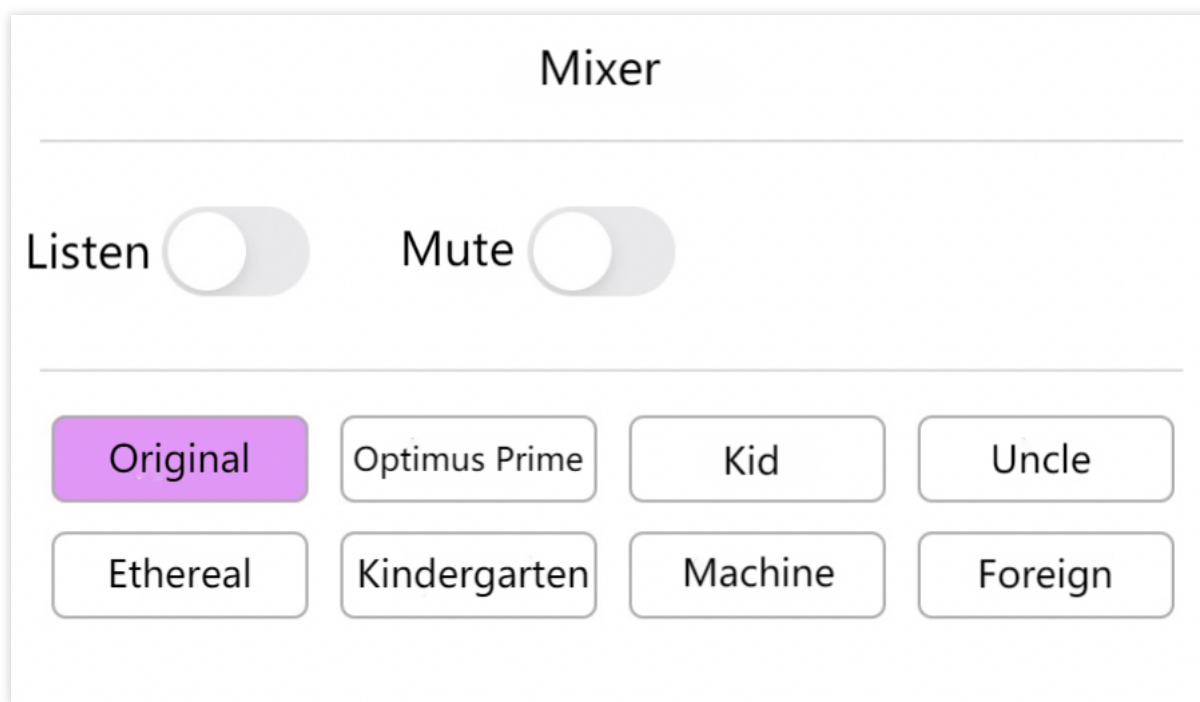 Mixer
Listen Mute
Original Optimus Prime Kid Uncle
Ethereal Kindergarten Machine Foreign